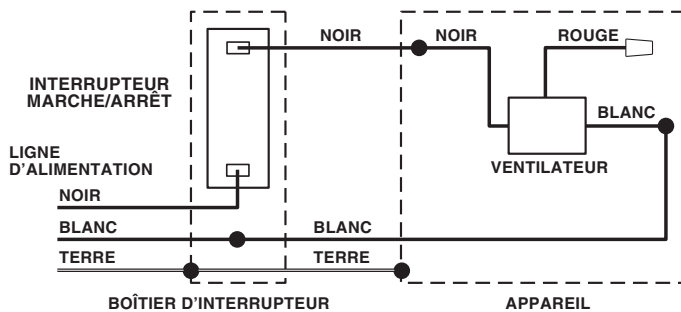 NOIR
NOIR
ROUGE
INTERRUPTEUR
MARCHE/ARRÊT
BLANC
LIGNE
D'ALIMENTATION
VENTILATEUR
NOIR
BLANC
BLANC
TERRE
TERRE
BOÎTIER D'INTERRUPTEUR
APPAREIL